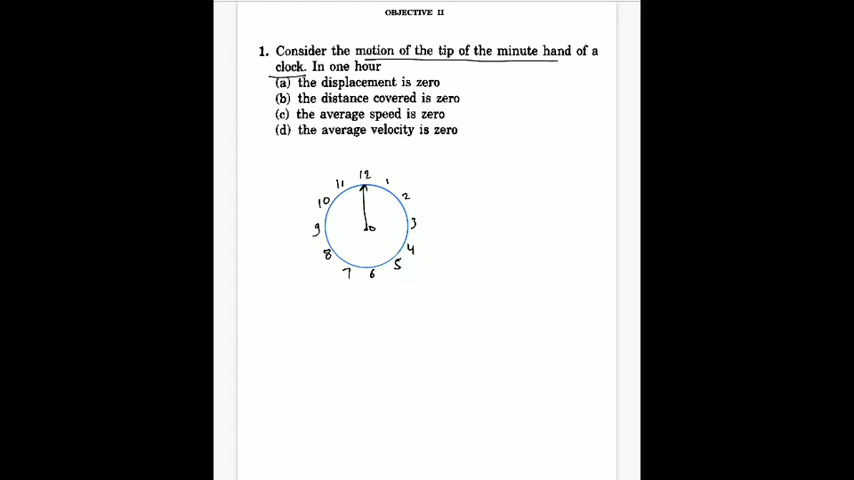 OBJECTIVE II
1. Consider the motion of the tip of the minute hand of a
clock. In one hour
(a) the displacement is zero
(b) the distance covered is zero
(c) the average speed is zero
(d) the average velocity is zero
12
11
1
10
2
9
3
8
4
7
6
5